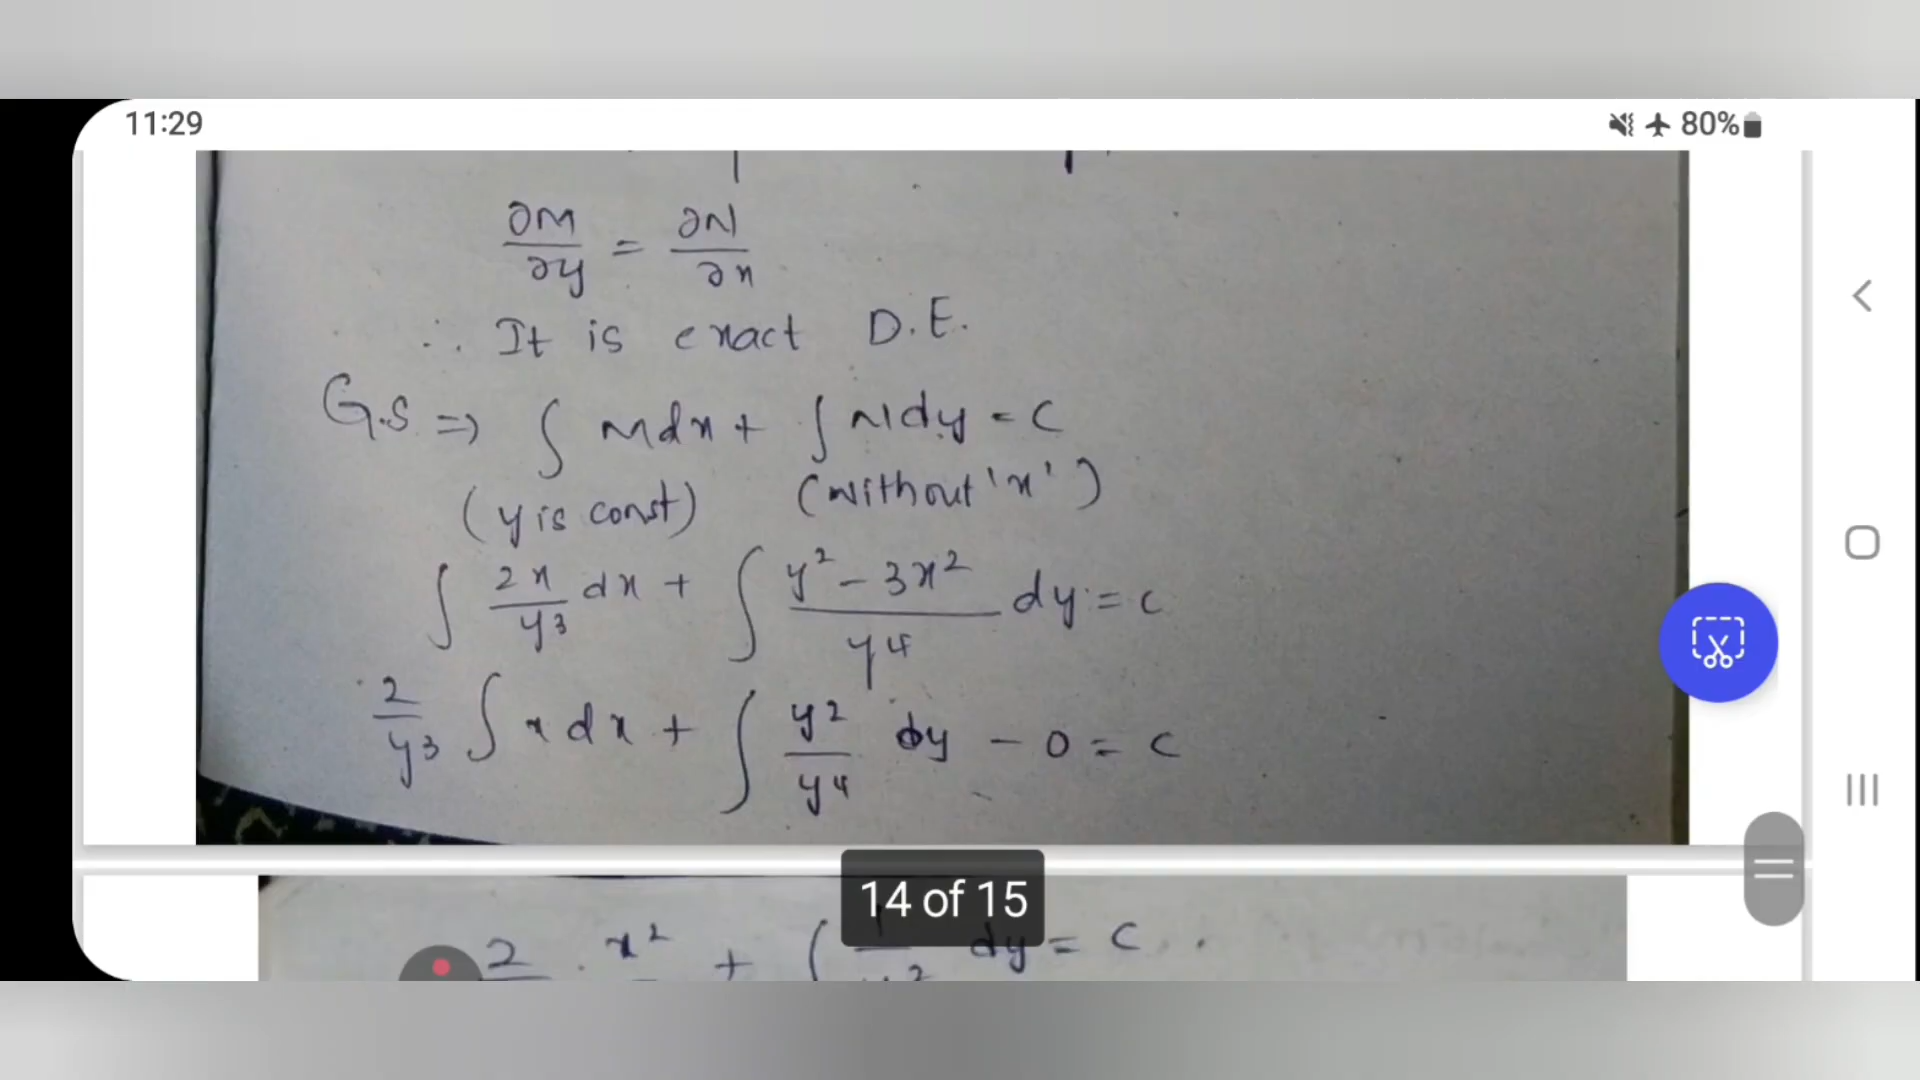 11:29 80%
∂M/∂y = ∂N/∂x
∴ It is exact D.E.
G.S ⇒ ∫ Mdx + ∫ Ndy = C
(y is const) (without 'x')
∫ 2x/y³ dx + ∫ (y² – 3x²)/y⁴ dy = c
2/y³ ∫ x dx + ∫ y²/y⁴ dy – 0 = c
14 of 15
2 . x² + ∫ dy = C